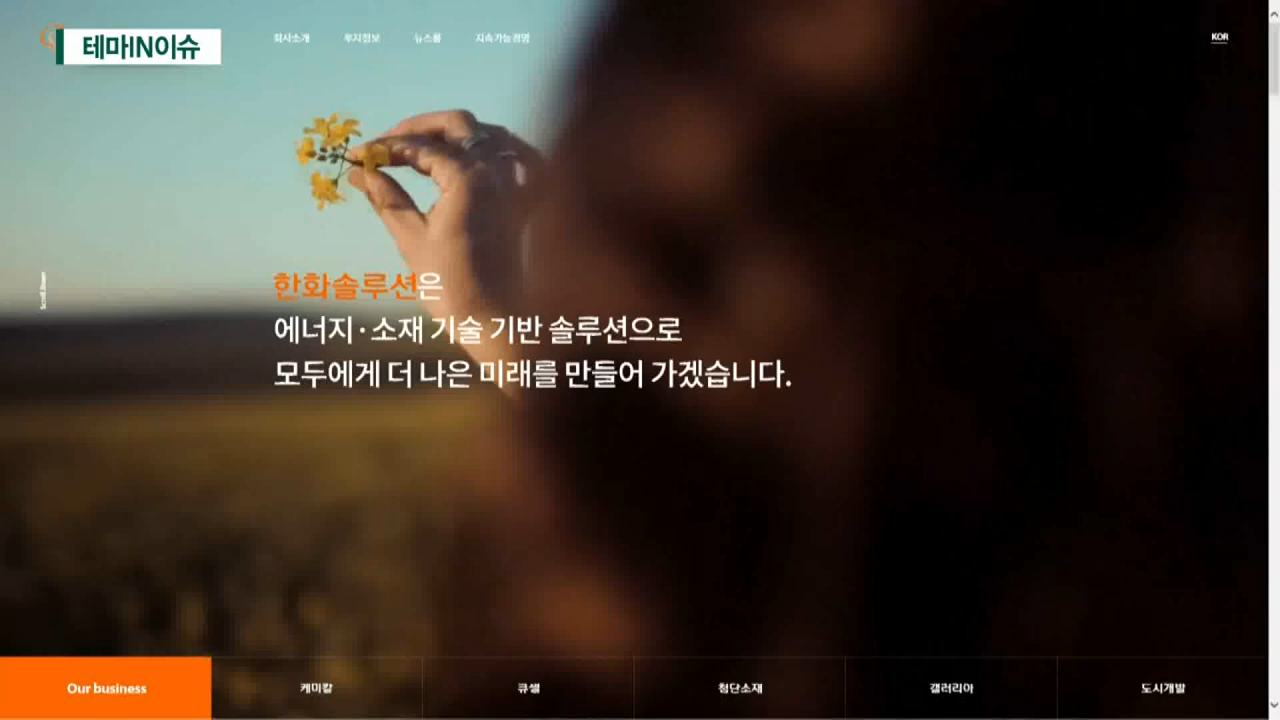 테마IN이슈
회사소개 투자정보 뉴스룸 지속가능경영
KOR
Scroll Down
한화솔루션은
에너지·소재 기술 기반 솔루션으로
모두에게 더 나은 미래를 만들어 가겠습니다.
Our business 케미칼 큐셀 첨단소재 갤러리아 도시개발